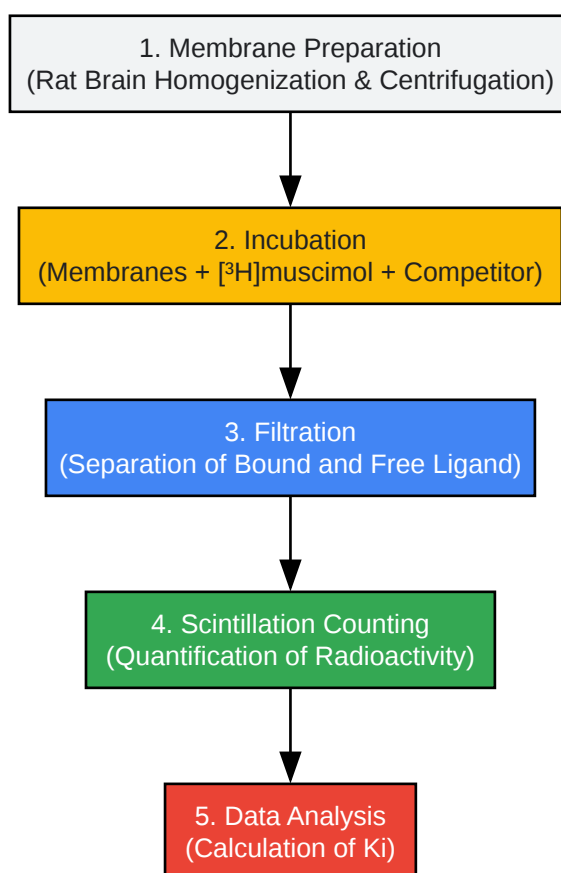 1. Membrane Preparation
(Rat Brain Homogenization & Centrifugation)
2. Incubation
(Membranes + [³H]muscimol + Competitor)
3. Filtration
(Separation of Bound and Free Ligand)
4. Scintillation Counting
(Quantification of Radioactivity)
5. Data Analysis
(Calculation of Ki)